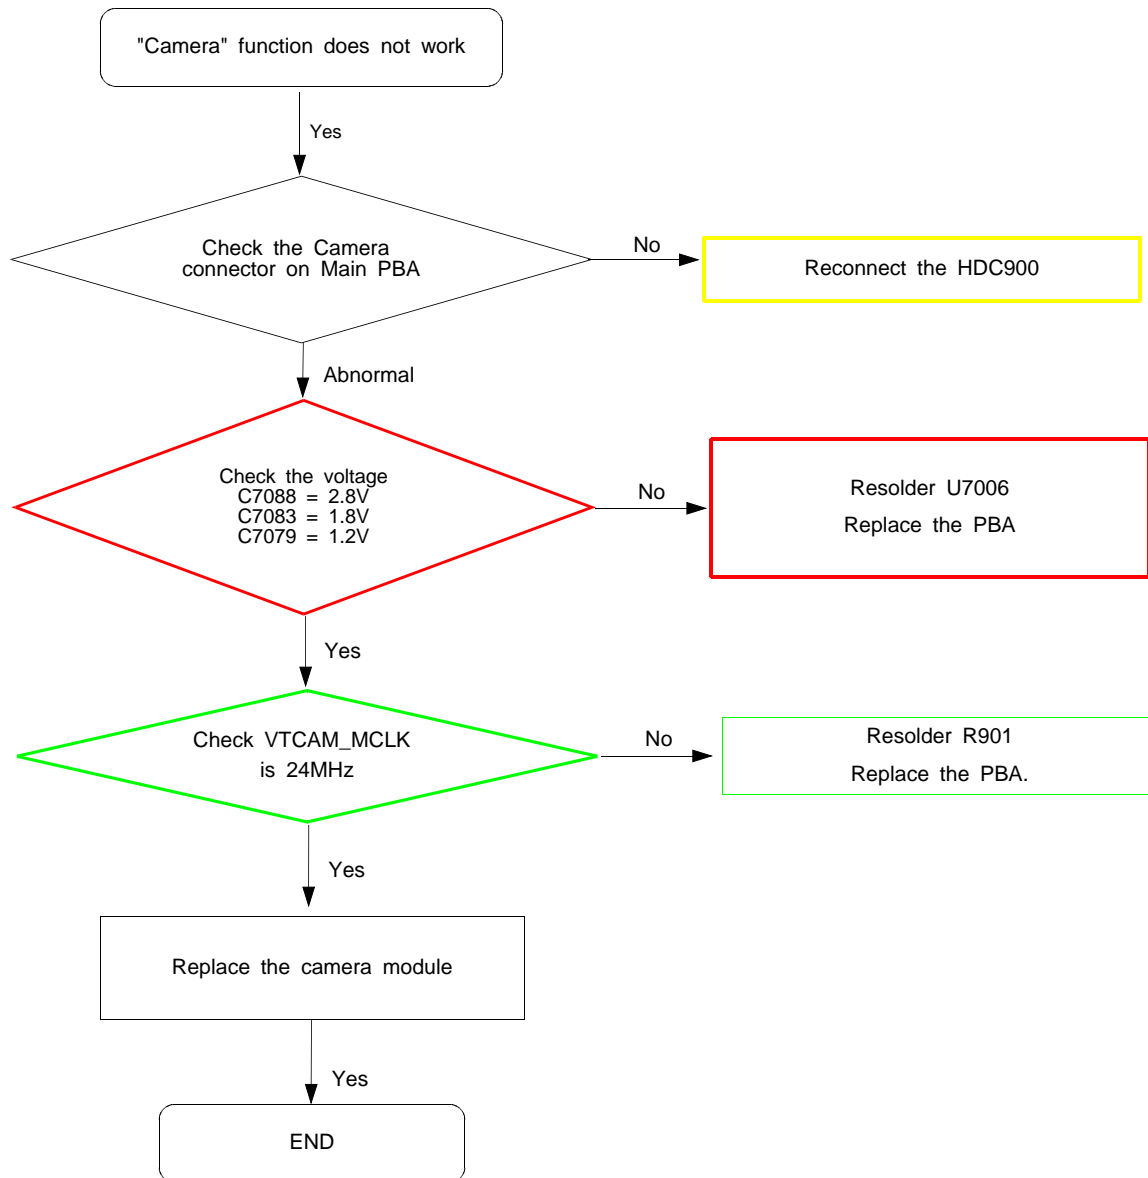 "Camera" function does not work
Yes
Check the Camera
connector on Main PBA
No
Reconnect the HDC900
Abnormal
Check the voltage
C7088 = 2.8V
C7083 = 1.8V
C7079 = 1.2V
No
Resolder U7006
Replace the PBA
Yes
Check VTCAM_MCLK
is 24MHz
No
Resolder R901
Replace the PBA.
Yes
Replace the camera module
Yes
END